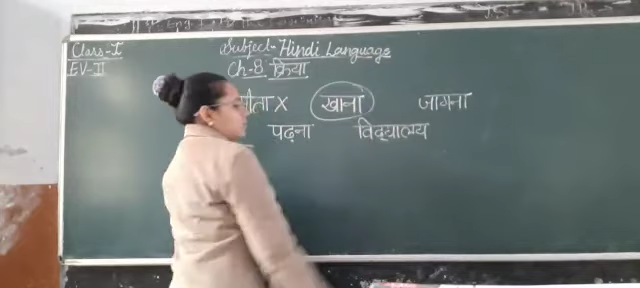 Class-I Subject-Hindi Language
EV-II Ch-8 क्रिया
गीता X खाना जागना
पढ़ना विद्यालय